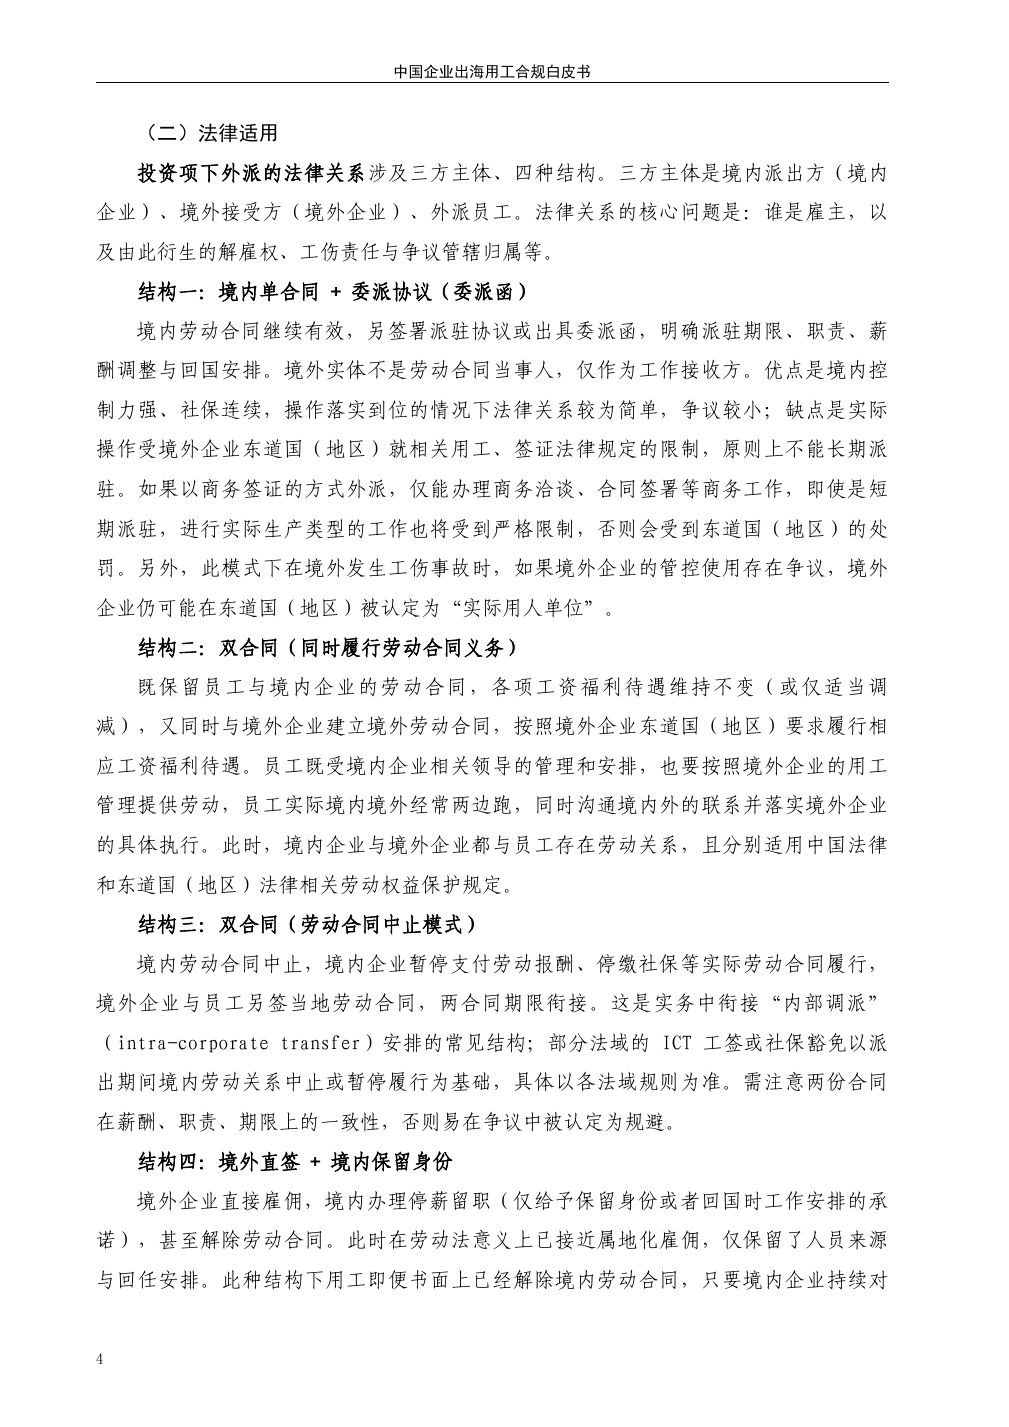 中国企业出海用工合规白皮书
（二）法律适用
投资项下外派的法律关系涉及三方主体、四种结构。三方主体是境内派出方（境内
企业）、境外接受方（境外企业）、外派员工。法律关系的核心问题是：谁是雇主，以
及由此衍生的解雇权、工伤责任与争议管辖归属等。
结构一：境内单合同 + 委派协议（委派函）
境内劳动合同继续有效，另签署派驻协议或出具委派函，明确派驻期限、职责、薪
酬调整与回国安排。境外实体不是劳动合同当事人，仅作为工作接收方。优点是境内控
制力强、社保连续，操作落实到位的情况下法律关系较为简单，争议较小；缺点是实际
操作受境外企业东道国（地区）就相关用工、签证法律规定的限制，原则上不能长期派
驻。如果以商务签证的方式外派，仅能办理商务洽谈、合同签署等商务工作，即使是短
期派驻，进行实际生产类型的工作也将受到严格限制，否则会受到东道国（地区）的处
罚。另外，此模式下在境外发生工伤事故时，如果境外企业的管控使用存在争议，境外
企业仍可能在东道国（地区）被认定为“实际用人单位”。
结构二：双合同（同时履行劳动合同义务）
既保留员工与境内企业的劳动合同，各项工资福利待遇维持不变（或仅适当调
减），又同时与境外企业建立境外劳动合同，按照境外企业东道国（地区）要求履行相
应工资福利待遇。员工既受境内企业相关领导的管理和安排，也要按照境外企业的用工
管理提供劳动，员工实际境内境外经常两边跑，同时沟通境内外的联系并落实境外企业
的具体执行。此时，境内企业与境外企业都与员工存在劳动关系，且分别适用中国法律
和东道国（地区）法律相关劳动权益保护规定。
结构三：双合同（劳动合同中止模式）
境内劳动合同中止，境内企业暂停支付劳动报酬、停缴社保等实际劳动合同履行，
境外企业与员工另签当地劳动合同，两合同期限衔接。这是实务中衔接“内部调派”
（intra-corporate transfer）安排的常见结构；部分法域的 ICT 工签或社保豁免以派
出期间境内劳动关系中止或暂停履行为基础，具体以各法域规则为准。需注意两份合同
在薪酬、职责、期限上的一致性，否则易在争议中被认定为规避。
结构四：境外直签 + 境内保留身份
境外企业直接雇佣，境内办理停薪留职（仅给予保留身份或者回国时工作安排的承
诺），甚至解除劳动合同。此时在劳动法意义上已接近属地化雇佣，仅保留了人员来源
与回任安排。此种结构下用工即便书面上已经解除境内劳动合同，只要境内企业持续对
4